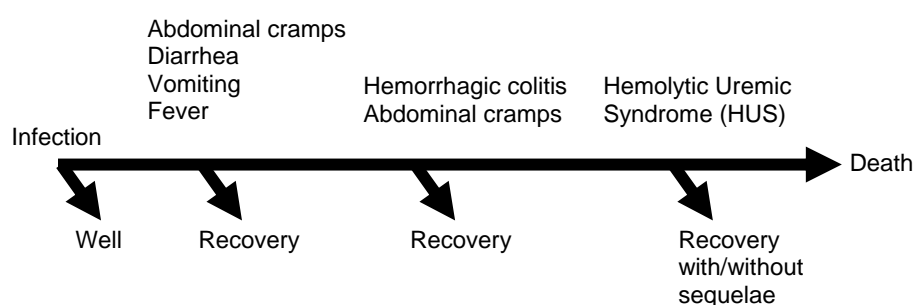 Abdominal cramps
Diarrhea
Vomiting
Fever
Hemorrhagic colitis
Abdominal cramps
Hemolytic Uremic
Syndrome (HUS)
Infection
Death
Well
Recovery
Recovery
Recovery
with/without
sequelae